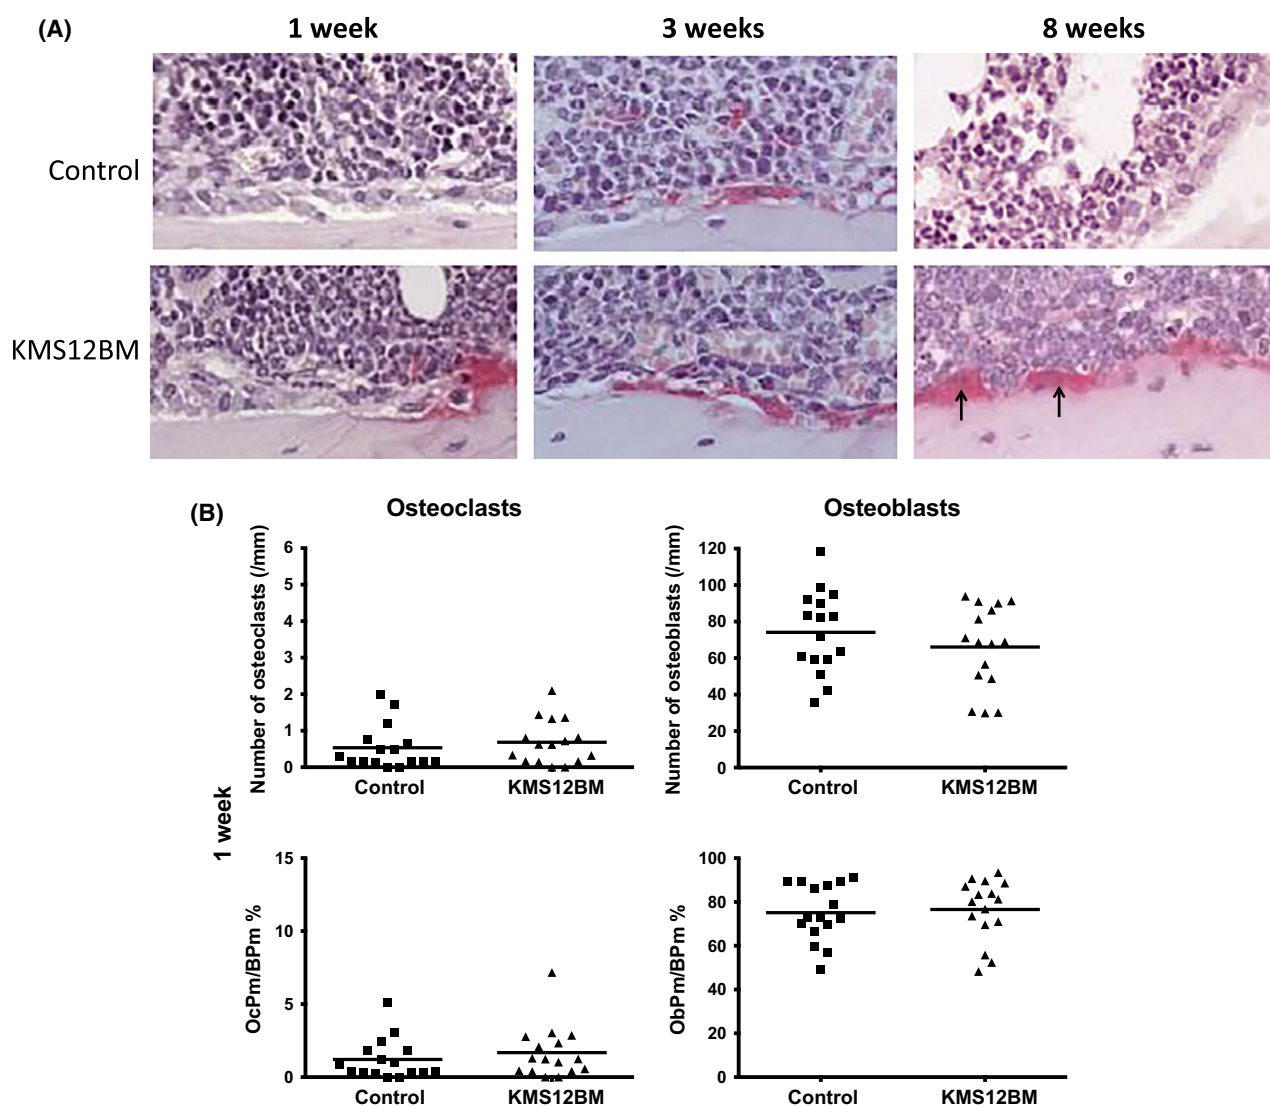 (A)
1 week 3 weeks 8 weeks
Control
KMS12BM
(B)
Osteoclasts Osteoblasts
1 week
Number of osteoclasts (/mm)
6
5
4
3
2
1
0
Control KMS12BM
Number of osteoblasts (/mm)
120
100
80
60
40
20
0
Control KMS12BM
OcPm/BPm %
15
10
5
0
Control KMS12BM
ObPm/BPm %
100
80
60
40
20
0
Control KMS12BM